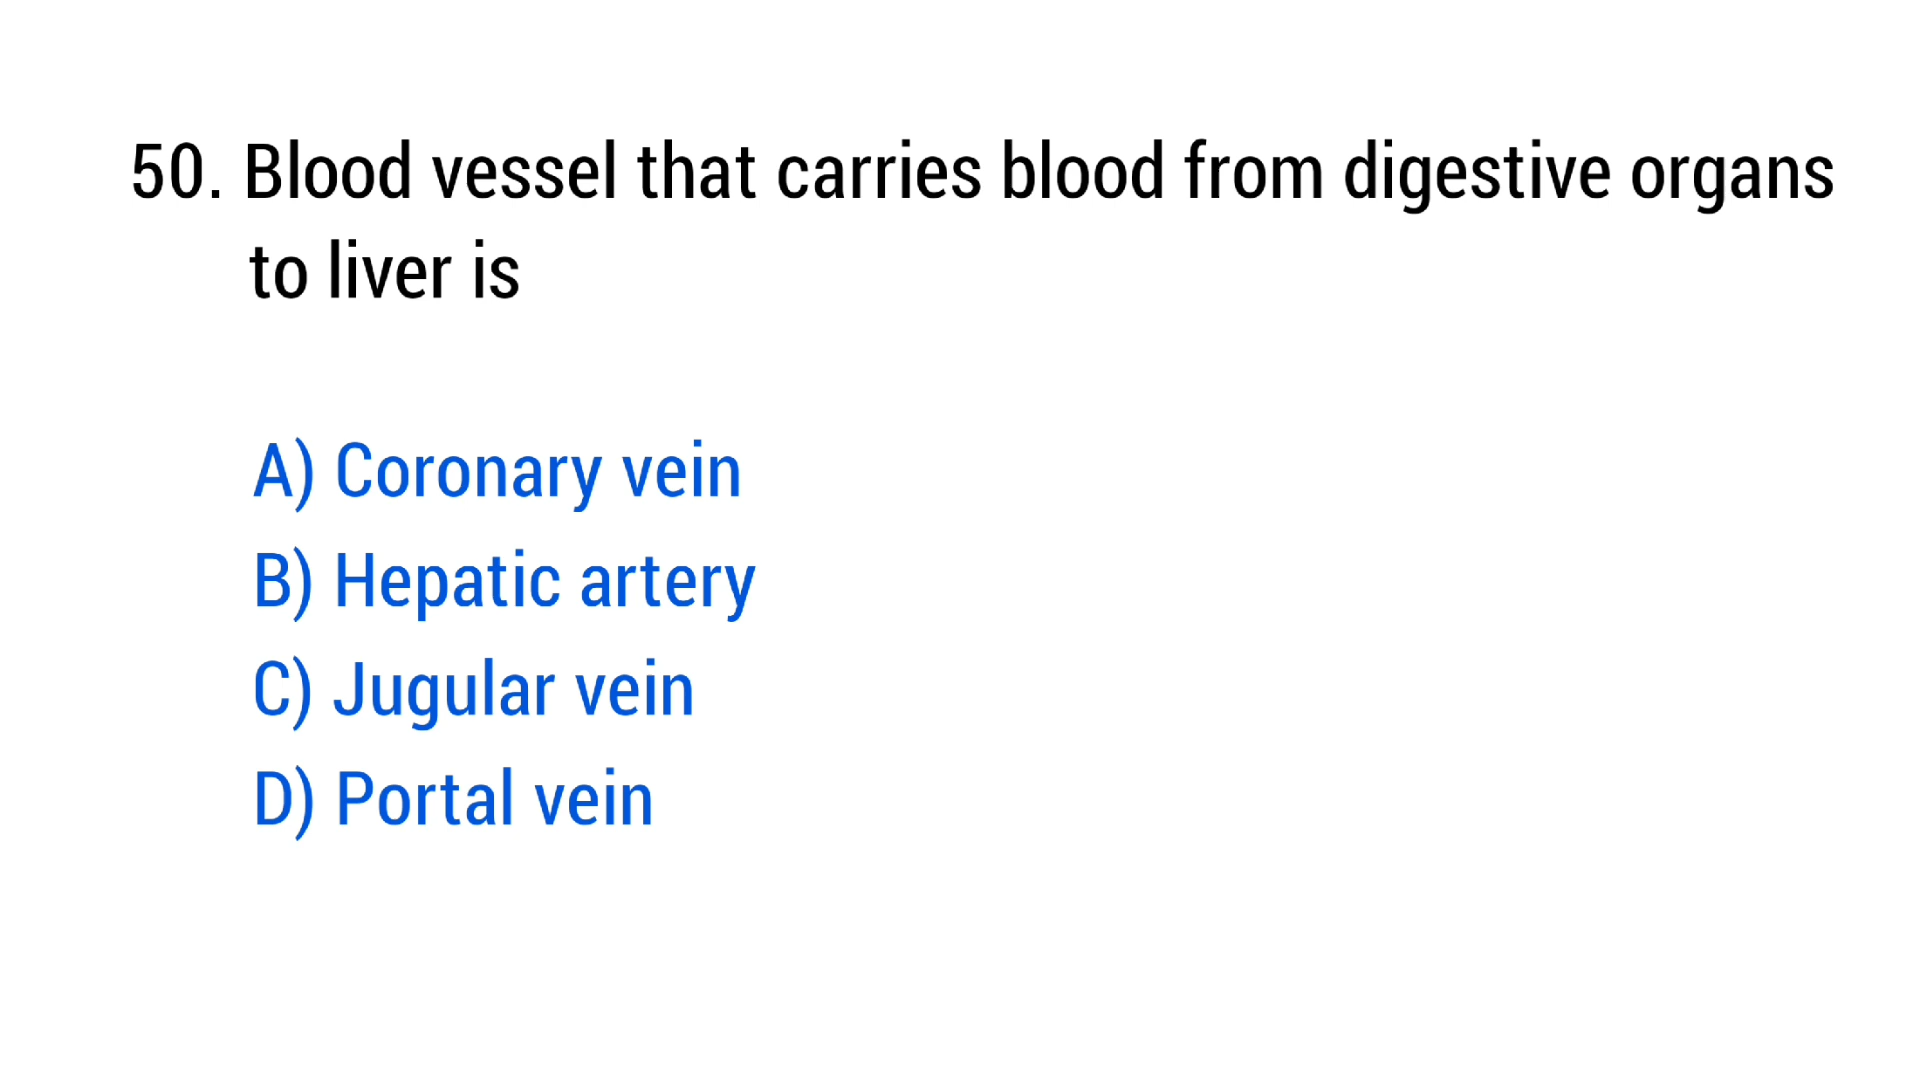 50. Blood vessel that carries blood from digestive organs
to liver is
A) Coronary vein
B) Hepatic artery
C) Jugular vein
D) Portal vein